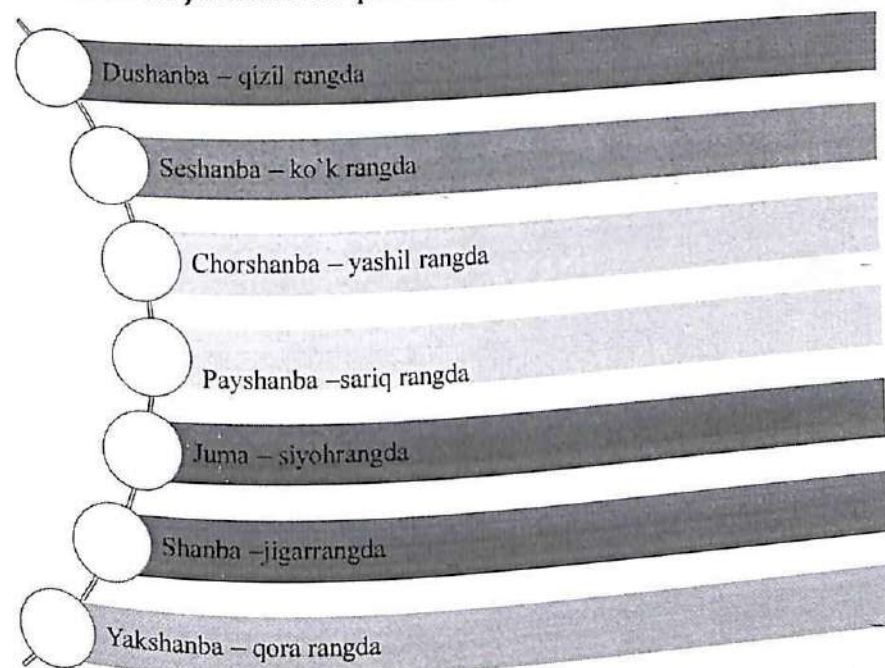 Dushanba – qizil rangda
Seshanba – ko`k rangda
Chorshanba – yashil rangda
Payshanba –sariq rangda
Juma – siyohrangda
Shanba –jigarrangda
Yakshanba – qora rangda